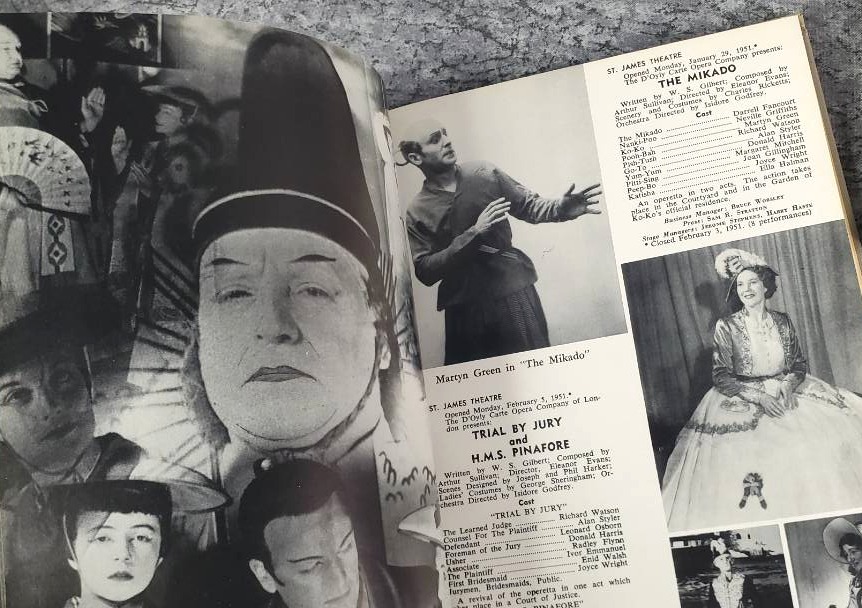 Martyn Green in "The Mikado"
ST. JAMES THEATRE
Opened Monday, February 5, 1951.*
The D'Oyly Carte Opera Company of Lon-
don presents:
TRIAL BY JURY
and
H.M.S. PINAFORE
Written by W. S. Gilbert; Composed by
Arthur Sullivan; Director, Eleanor Evans;
Scenes Designed by Joseph and Phil Harker;
Ladies' Costumes by George Sheringham; Or-
chestra Directed by Isidore Godfrey.
Cast
"TRIAL BY JURY"
The Learned Judge Richard Watson
Counsel For The Plaintiff Alan Styler
Defendant Leonard Osborn
Foreman of the Jury Donald Harris
Usher Radley Flynn
Associate Ivor Emmanuel
The Plaintiff Enid Walsh
First Bridesmaid Joyce Wright
Jurymen, Bridesmaids, Public.
A revival of the operetta in one act which
place in a Court of Justice.
PINAFORE"
ST. JAMES THEATRE
Opened Monday, January 29, 1951.*
The D'Oyly Carte Opera Company presents:
THE MIKADO
Written by W. S. Gilbert; Composed by
Arthur Sullivan; Directed by Eleanor Evans;
Scenery and Costumes by Charles Ricketts;
Orchestra Directed by Isidore Godfrey.
Cast
The Mikado Darrell Fancourt
Nanki-Poo Neville Griffiths
Ko-Ko Martyn Green
Pooh-Bah Richard Watson
Pish-Tush Alan Styler
Go-To Donald Harris
Yum-Yum Margaret Mitchell
Pitti-Sing Joan Gillingham
Peep-Bo Joyce Wright
Katisha Ella Halman
An operetta in two acts. The action takes
place in the Courtyard and in the Garden of
Ko-Ko's official residence.
Business Manager: Bruce Worsley
Press: Sam R. Stratton
Stage Managers: Jerome Stephens, Harry Haste
* Closed February 3, 1951. (8 performances)